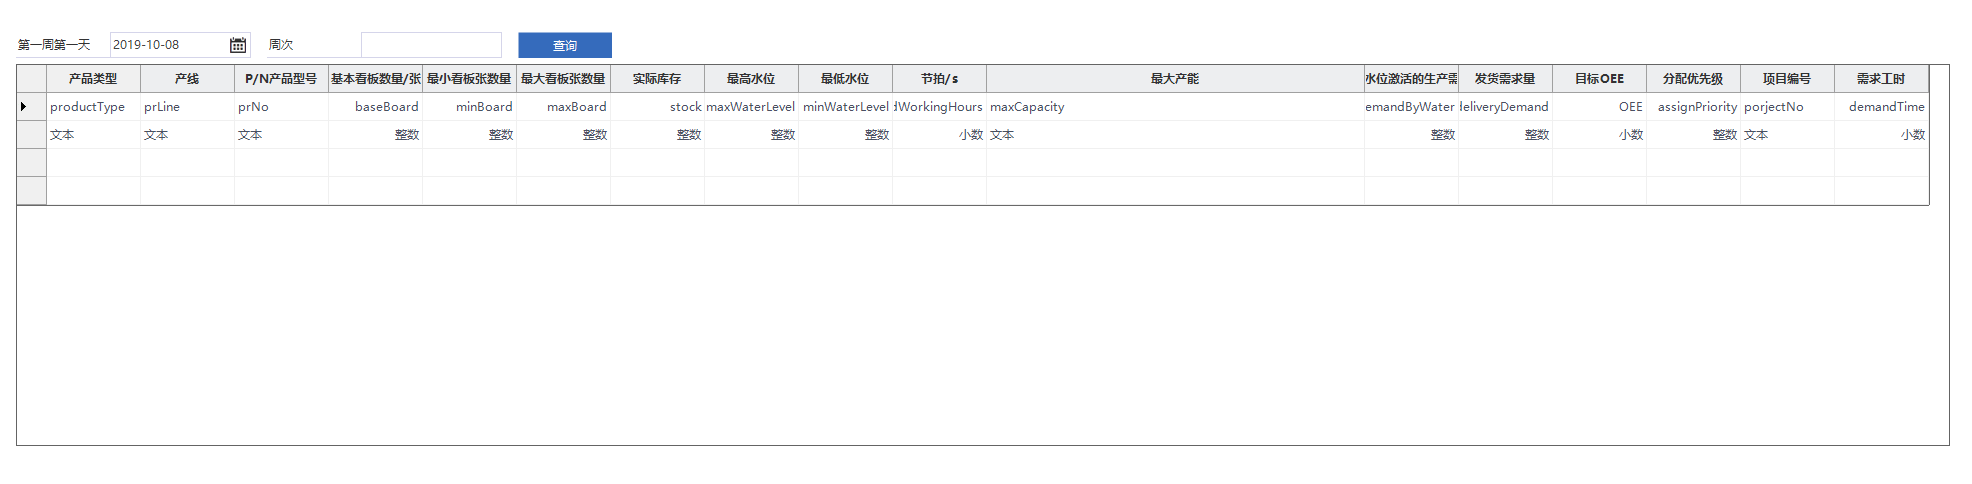 第一周第一天 2019-10-08 周次 查询
产品类型 产线 P/N产品型号 基本看板数量/张 最小看板张数量 最大看板张数量 实际库存 最高水位 最低水位 节拍/s 最大产能 水位激活的生产需 发货需求量 目标OEE 分配优先级 项目编号 需求工时
productType prLine prNo baseBoard minBoard maxBoard stock maxWaterLevel minWaterLevel dWorkingHours maxCapacity emandByWater deliveryDemand OEE assignPriority porjectNo demandTime
文本 文本 文本 整数 整数 整数 整数 整数 整数 小数 文本 整数 整数 小数 整数 文本 小数